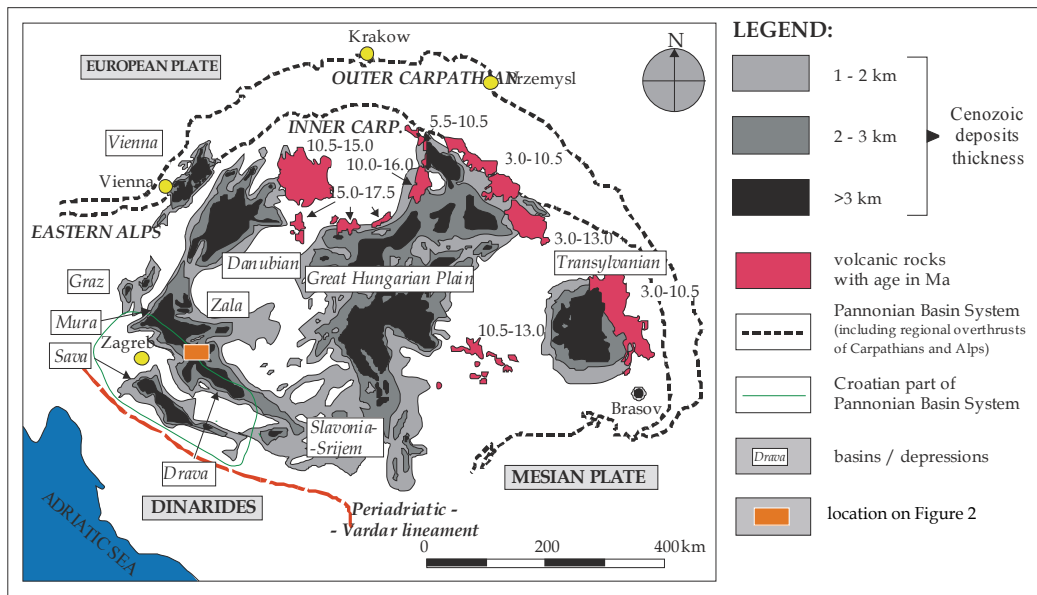 Krakow
N
EUROPEAN PLATE
OUTER CARPATHIAN
Przemysl
INNER CARP.
5.5-10.5
Vienna
10.5-15.0
10.0-16.0
3.0-10.5
Vienna
15.0-17.5
EASTERN ALPS
3.0-13.0
Danubian
Great Hungarian Plain
Transylvanian
Graz
Zala
3.0-10.5
Mura
Zagreb
10.5-13.0
Sava
Brasov
Slavonia-
-Srijem
Drava
MESIAN PLATE
DINARIDES
Periadriatic -
- Vardar lineament
ADRIATIC SEA
0 200 400 km
LEGEND:
1 - 2 km
2 - 3 km
>3 km
Cenozoic
deposits
thickness
volcanic rocks
with age in Ma
Pannonian Basin System
(including regional overthrusts
of Carpathians and Alps)
Croatian part of
Pannonian Basin System
Drava
basins / depressions
location on Figure 2